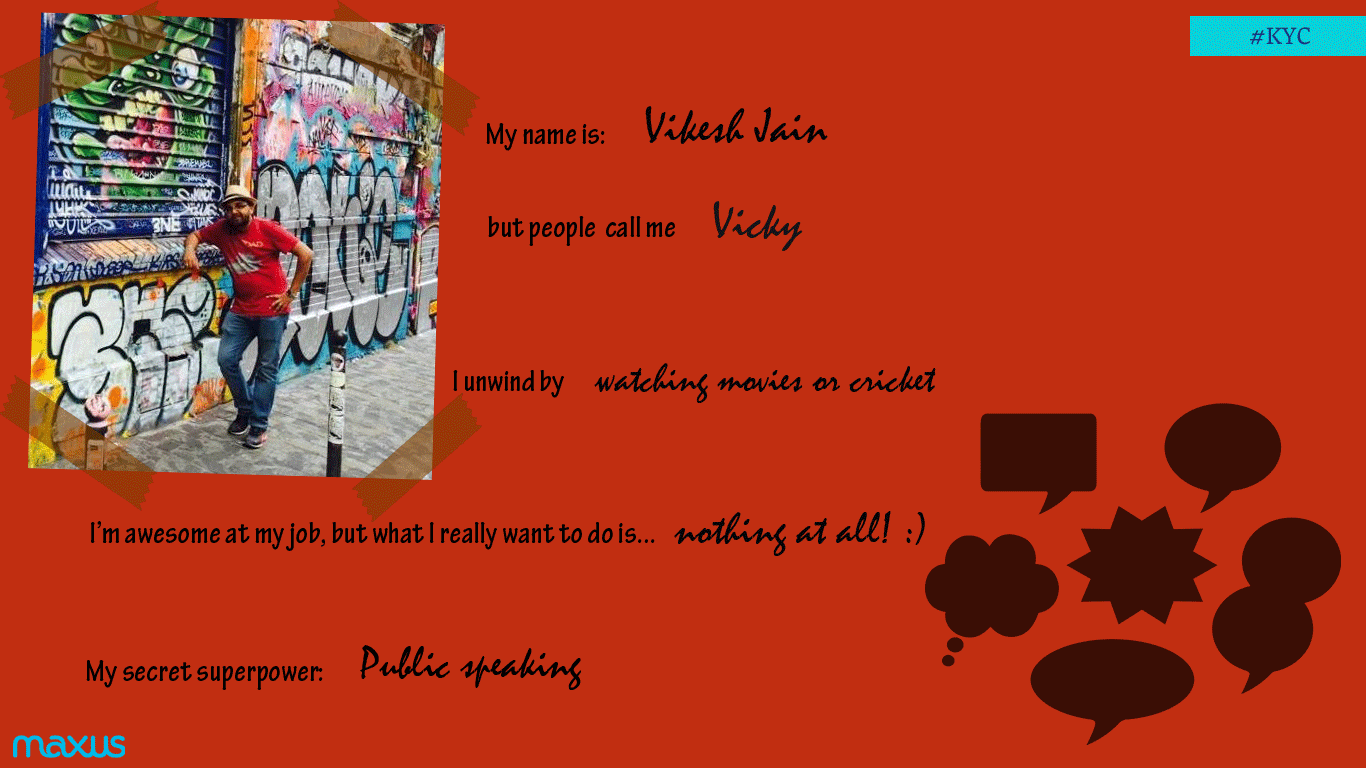 #KYC
My name is: Vikesh Jain
but people call me Vicky
I unwind by watching movies or cricket
I'm awesome at my job, but what I really want to do is... nothing at all! :)
My secret superpower: Public speaking
maxus